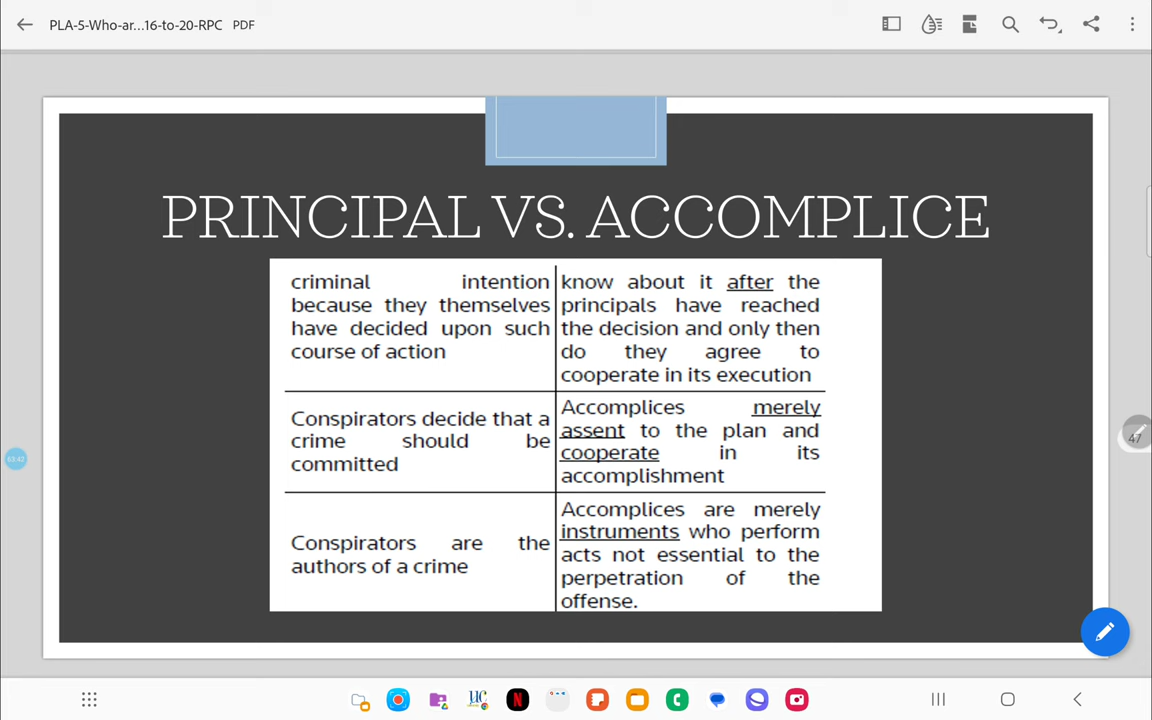 PLA-5-Who-ar...16-to-20-RPC PDF
PRINCIPAL VS. ACCOMPLICE
criminal intention
because they themselves
have decided upon such
course of action
know about it after the
principals have reached
the decision and only then
do they agree to
cooperate in its execution
Conspirators decide that a
crime should be
committed
Accomplices merely
assent to the plan and
cooperate in its
accomplishment
Conspirators are the
authors of a crime
Accomplices are merely
instruments who perform
acts not essential to the
perpetration of the
offense.
47
UC
N